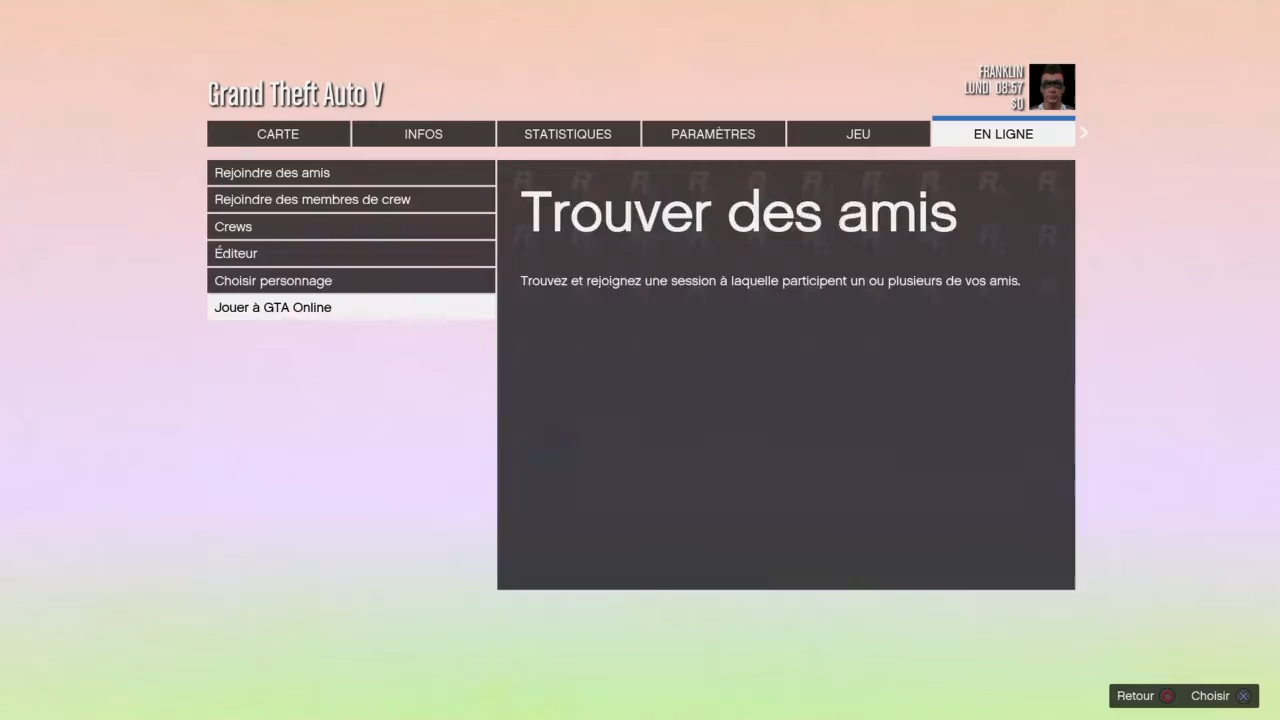 Grand Theft Auto V
FRANKLIN
LUND 08:57
$0
CARTE
INFOS
STATISTIQUES
PARAMÈTRES
JEU
EN LIGNE
Rejoindre des amis
Rejoindre des membres de crew
Crews
Éditeur
Choisir personnage
Jouer à GTA Online
Trouver des amis
Trouvez et rejoignez une session à laquelle participent un ou plusieurs de vos amis.
Retour
Choisir